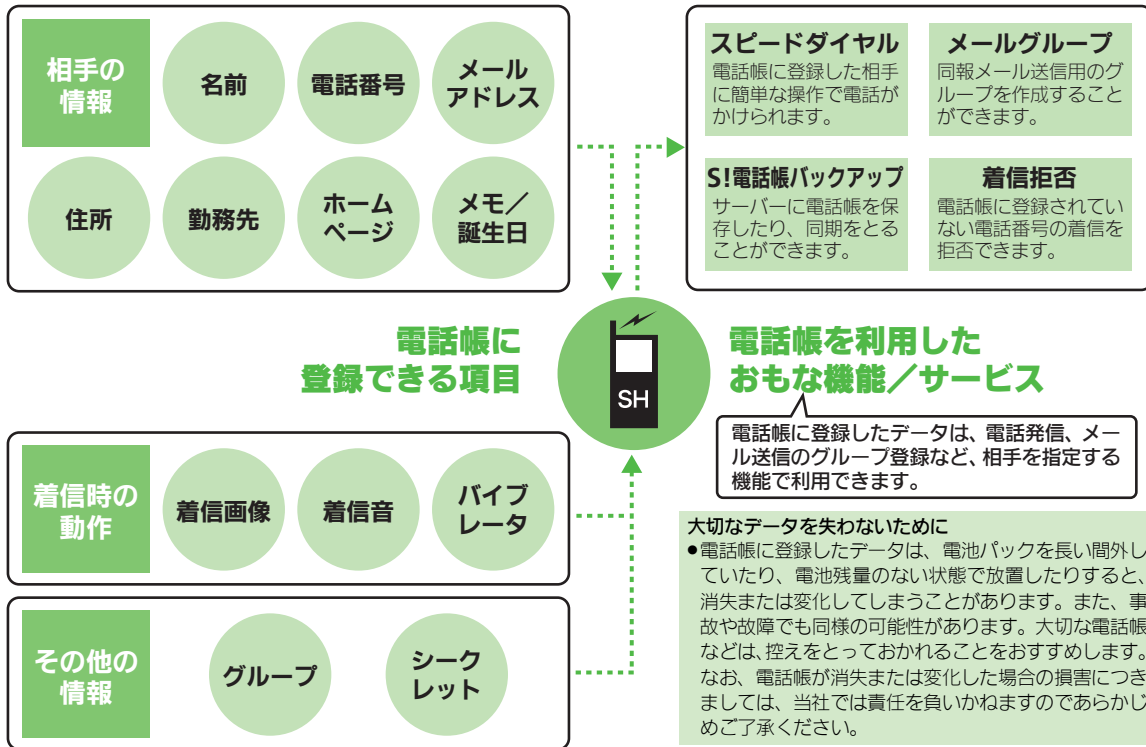 相手の
情報
名前
電話番号
メール
アドレス
住所
勤務先
ホーム
ページ
メモ／
誕生日
スピードダイヤル
電話帳に登録した相手
に簡単な操作で電話が
かけられます。
メールグループ
同報メール送信用のグ
ループを作成すること
ができます。
S!電話帳バックアップ
サーバーに電話帳を保
存したり、同期をとる
ことができます。
着信拒否
電話帳に登録されてい
ない電話番号の着信を
拒否できます。
電話帳に
登録できる項目
SH
電話帳を利用した
おもな機能／サービス
電話帳に登録したデータは、電話発信、メー
ル送信のグループ登録など、相手を指定する
機能で利用できます。
着信時の
動作
着信画像
着信音
バイブ
レータ
その他の
情報
グループ
シーク
レット
大切なデータを失わないために
●電話帳に登録したデータは、電池パックを長い間外し
ていたり、電池残量のない状態で放置したりすると、
消失または変化してしまうことがあります。また、事
故や故障でも同様の可能性があります。大切な電話帳
などは、控えをとっておかれることをおすすめします。
なお、電話帳が消失または変化した場合の損害につき
ましては、当社では責任を負いかねますのであらかじ
めご了承ください。